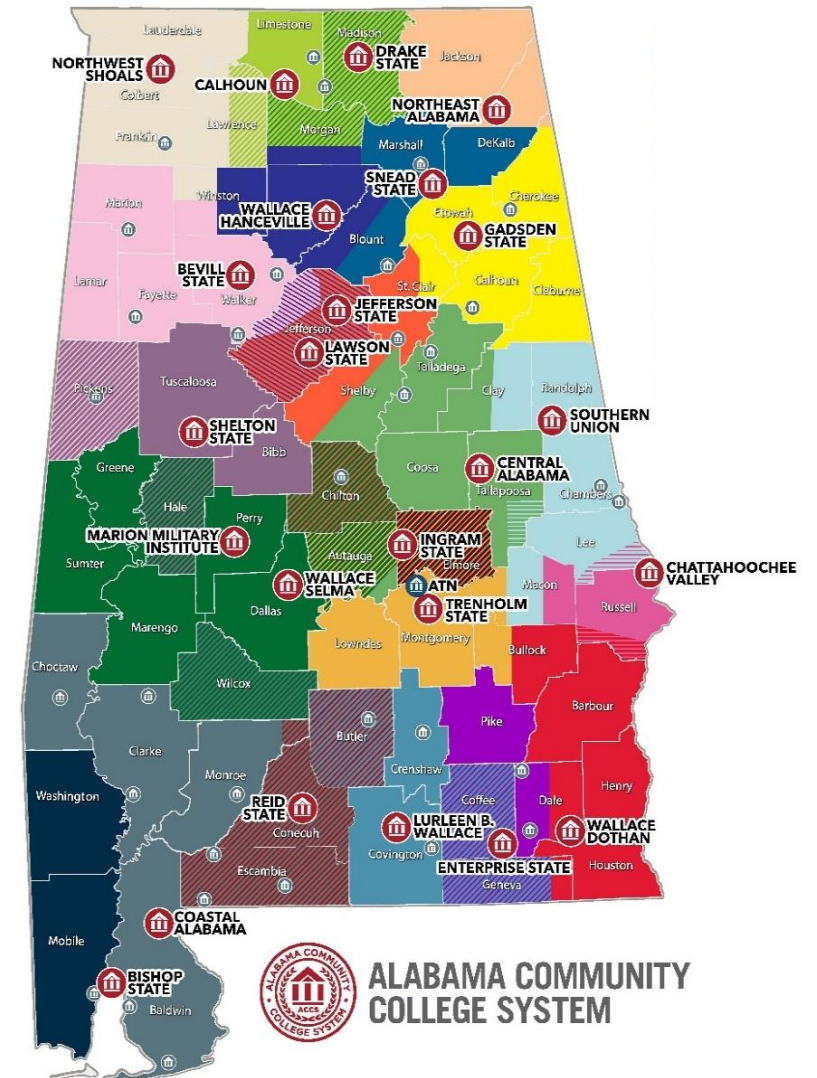 Lauderdale
Limestone
Madison
DRAKE
STATE
Jackson
NORTHWEST
SHOALS
CALHOUN
Colbert
NORTHEAST
ALABAMA
Lawrence
Franklin
Morgan
Marshall
DeKalb
SNEAD
STATE
Winston
Cherokee
Marion
WALLACE
HANCEVILLE
Etowah
GADSDEN
STATE
Blount
BEVILL
STATE
Lamar
Fayette
Walker
St. Clair
Calhoun
Cleburne
JEFFERSON
STATE
Jefferson
LAWSON
STATE
Talladega
Pickens
Tuscaloosa
Shelby
Clay
Randolph
SHELTON
STATE
SOUTHERN
UNION
Bibb
Greene
Coosa
CENTRAL
ALABAMA
Tallapoosa
Chambers
Chilton
Hale
Perry
MARION MILITARY
INSTITUTE
INGRAM
STATE
Lee
Sumter
Autauga
Elmore
CHATTAHOOCHEE
VALLEY
WALLACE
SELMA
ATN
Macon
TRENHOLM
STATE
Russell
Dallas
Marengo
Lowndes
Montgomery
Bullock
Choctaw
Wilcox
Barbour
Butler
Pike
Clarke
Crenshaw
Monroe
Washington
Henry
Coffee
Dale
REID
STATE
Conecuh
LURLEEN B.
WALLACE
WALLACE
DOTHAN
Covington
ENTERPRISE STATE
Houston
Escambia
Geneva
COASTAL
ALABAMA
Mobile
BISHOP
STATE
Baldwin
ALABAMA COMMUNITY
ACCS
COLLEGE SYSTEM
ALABAMA COMMUNITY
COLLEGE SYSTEM